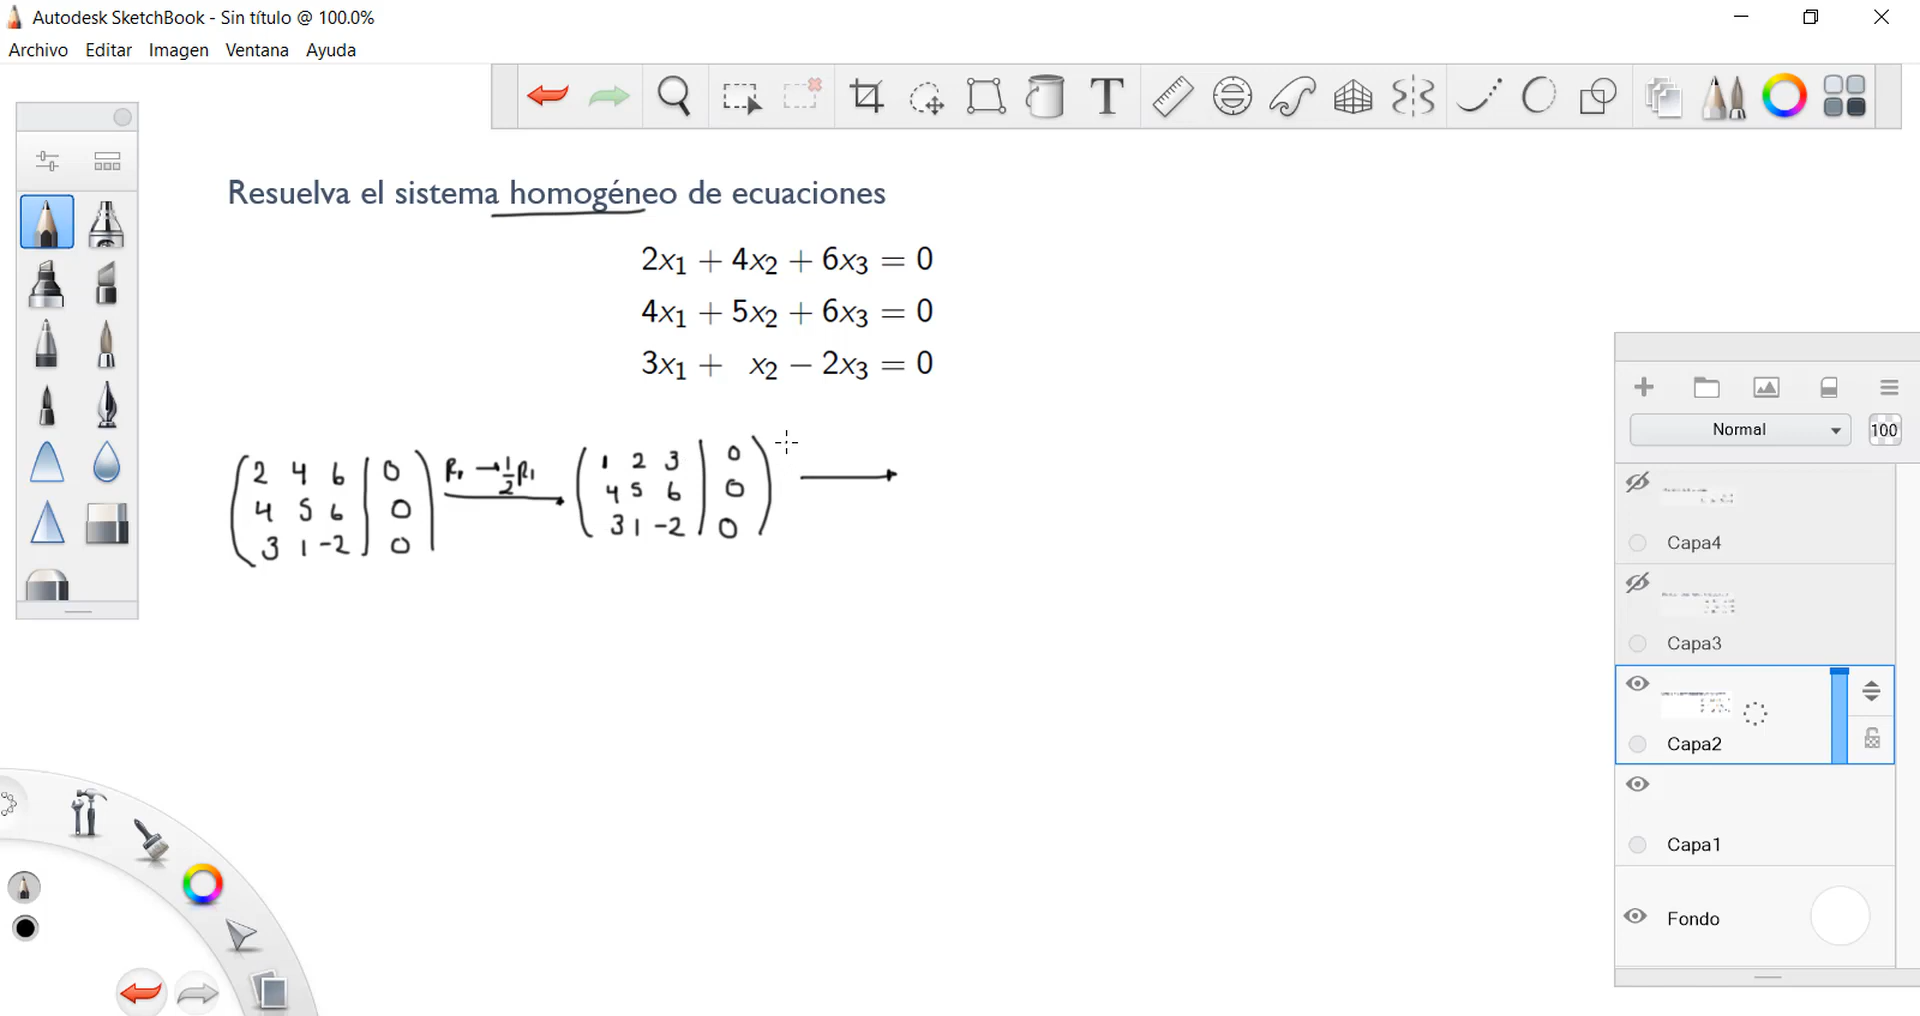 Autodesk SketchBook - Sin título @ 100.0%
Archivo Editar Imagen Ventana Ayuda
T
Resuelva el sistema homogéneo de ecuaciones
2x₁ + 4x₂ + 6x₃ = 0
4x₁ + 5x₂ + 6x₃ = 0
3x₁ + x₂ − 2x₃ = 0
2 4 6 | 0 R₁ → 1/2 R₁ 1 2 3 | 0
4 5 6 | 0 4 5 6 | 0
3 1 -2 | 0 3 1 -2 | 0
Normal 100
Capa4
Capa3
Capa2
Capa1
Fondo